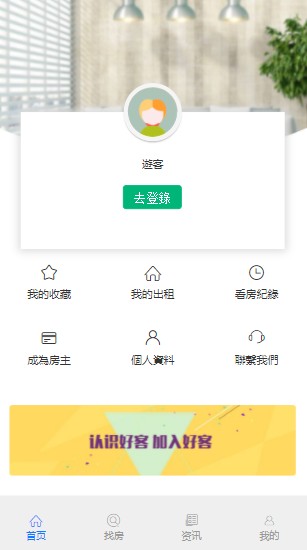 遊客
去登錄
我的收藏
我的出租
看房紀錄
成為房主
個人資料
聯繫我們
认识好客 加入好客
首页
找房
资讯
我的